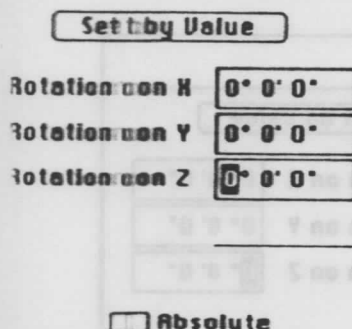 Set by Value
Rotation on X 0° 0' 0"
Rotation on Y 0° 0' 0"
Rotation on Z 0° 0' 0"
Absolute